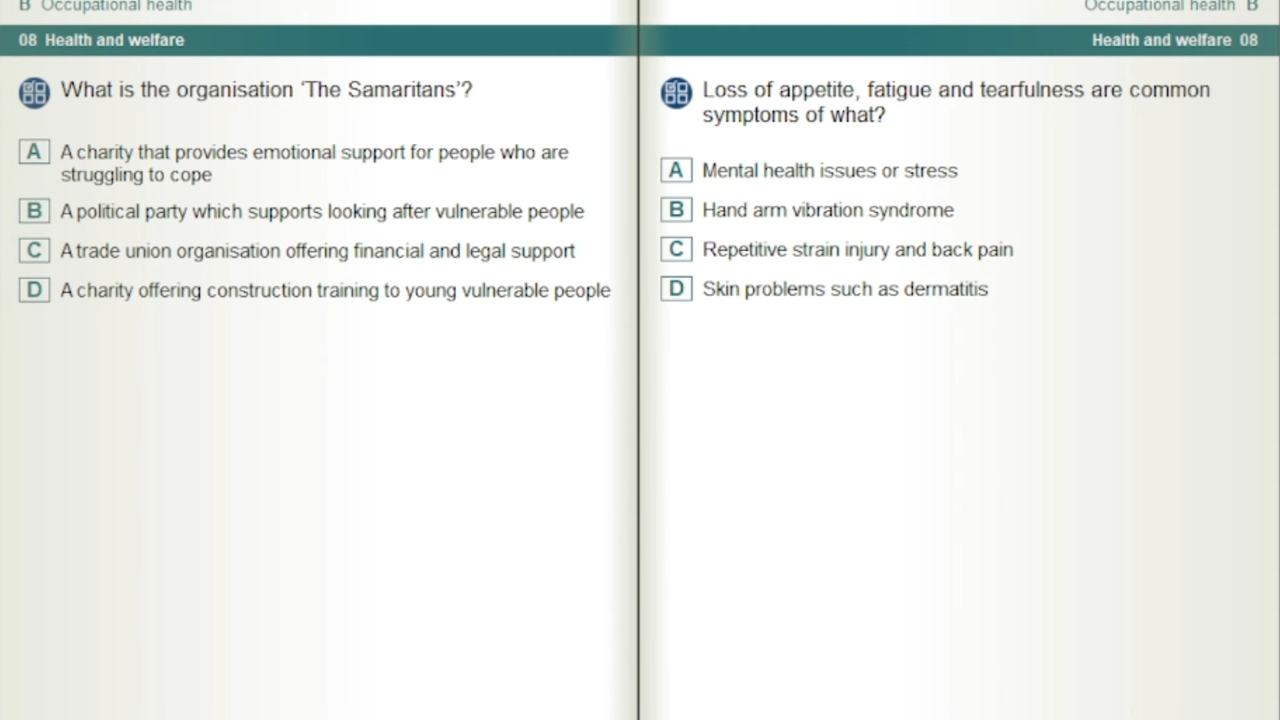 B Occupational health
08 Health and welfare
What is the organisation ‘The Samaritans’?
A A charity that provides emotional support for people who are
struggling to cope
B A political party which supports looking after vulnerable people
C A trade union organisation offering financial and legal support
D A charity offering construction training to young vulnerable people
Occupational health B
Health and welfare 08
Loss of appetite, fatigue and tearfulness are common
symptoms of what?
A Mental health issues or stress
B Hand arm vibration syndrome
C Repetitive strain injury and back pain
D Skin problems such as dermatitis